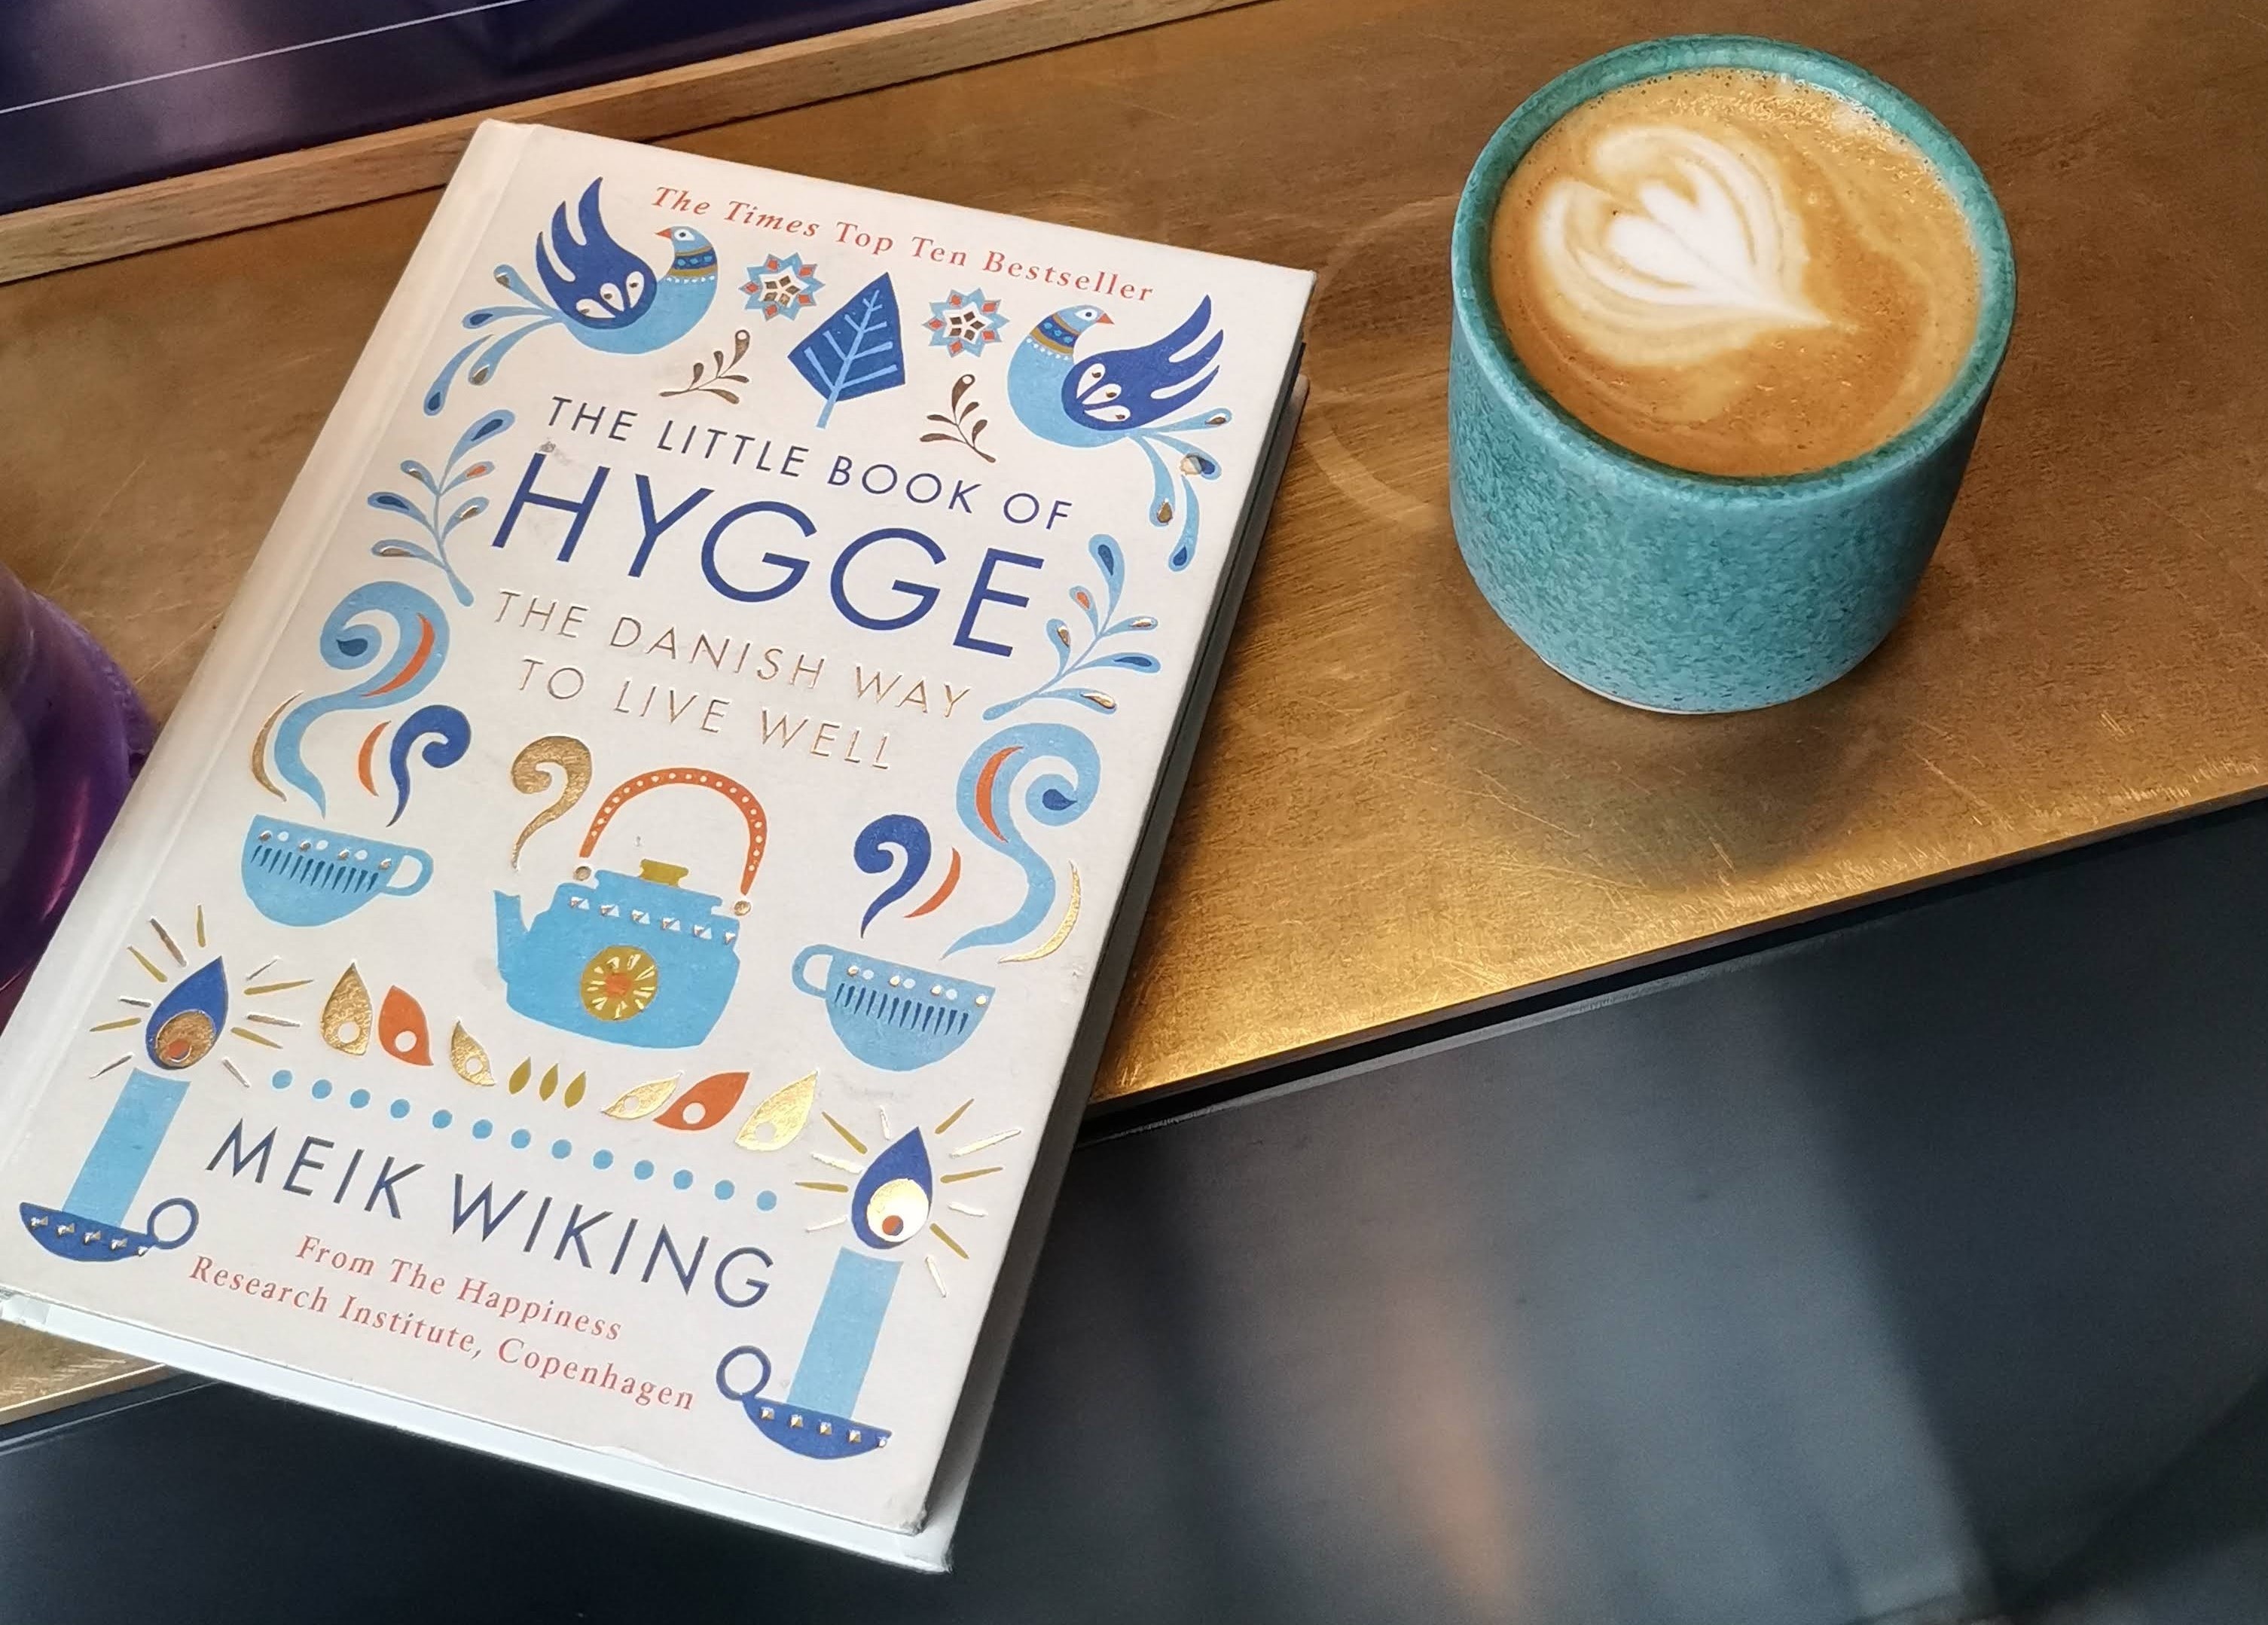 The Times Top Ten Bestseller
THE LITTLE BOOK OF
HYGGE
THE DANISH WAY
TO LIVE WELL
MEIK WIKING
From The Happiness
Research Institute, Copenhagen